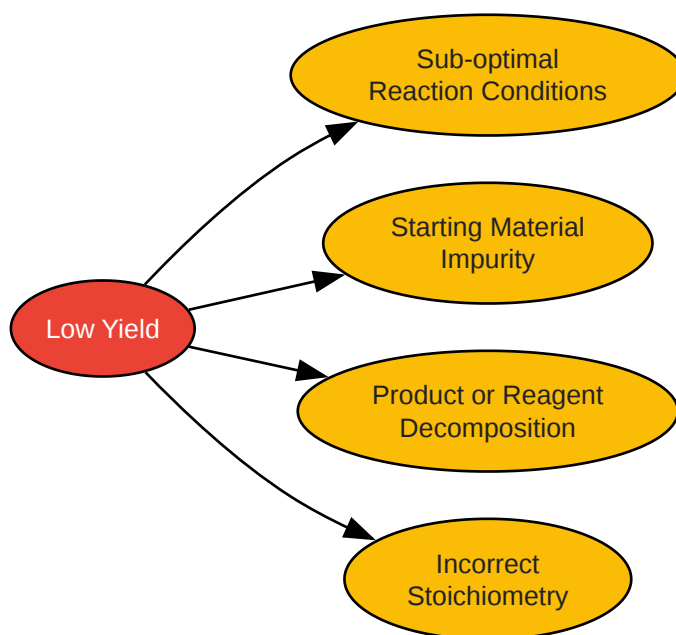 Sub-optimal
Reaction Conditions
Starting Material
Impurity
Low Yield
Product or Reagent
Decomposition
Incorrect
Stoichiometry